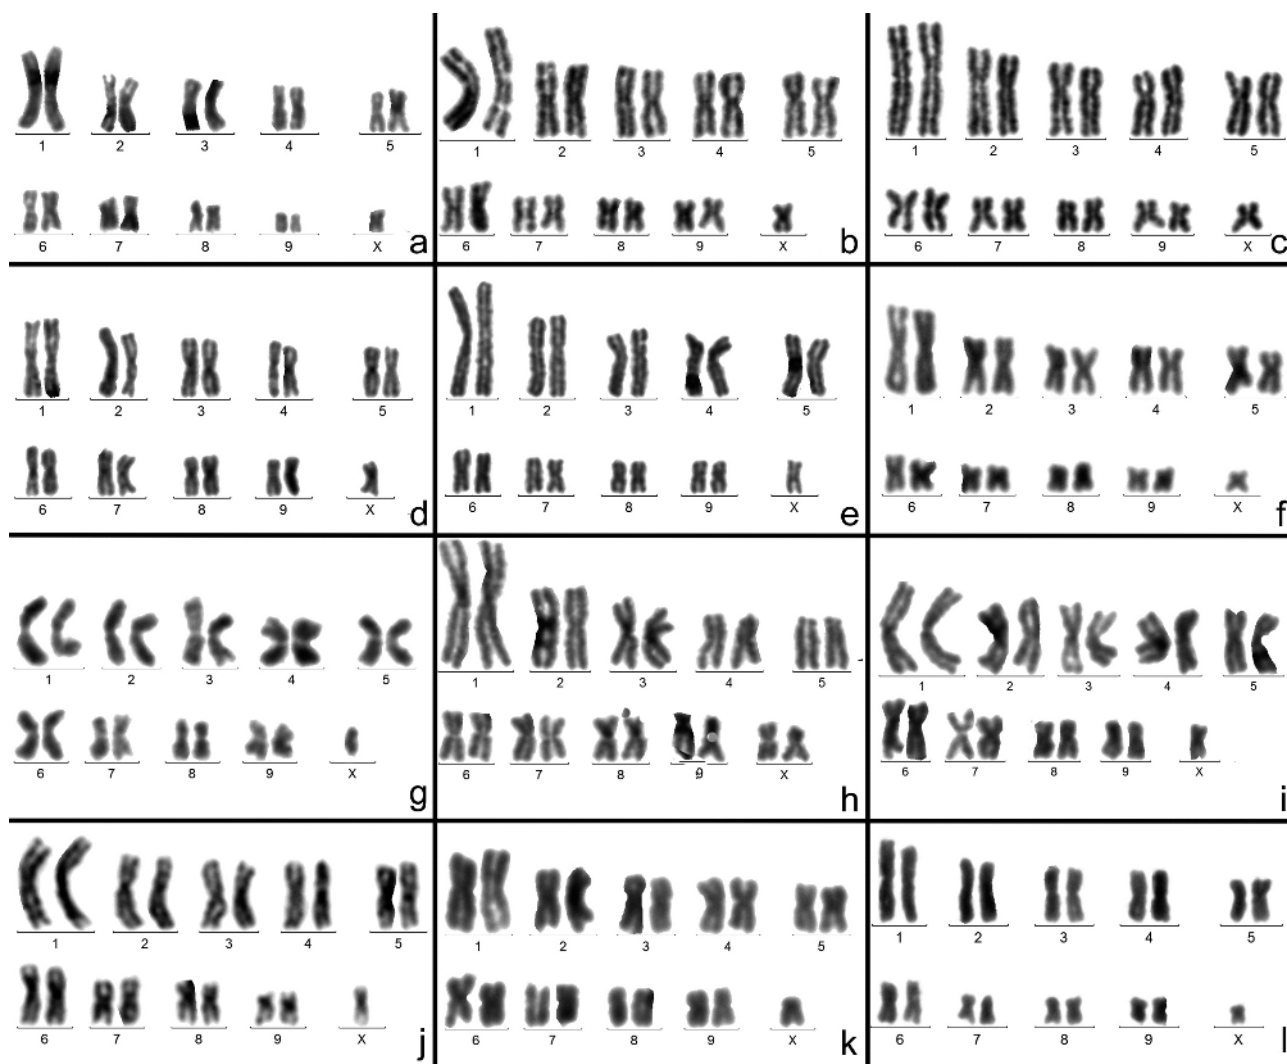 1 2 3 4 5
6 7 8 9 X a
1 2 3 4 5
6 7 8 9 X b
1 2 3 4 5
6 7 8 9 X c
1 2 3 4 5
6 7 8 9 X d
1 2 3 4 5
6 7 8 9 X e
1 2 3 4 5
6 7 8 9 X f
1 2 3 4 5
6 7 8 9 X g
1 2 3 4 5
6 7 8 9 X h
1 2 3 4 5
6 7 8 9 X i
1 2 3 4 5
6 7 8 9 X j
1 2 3 4 5
6 7 8 9 X k
1 2 3 4 5
6 7 8 9 X l